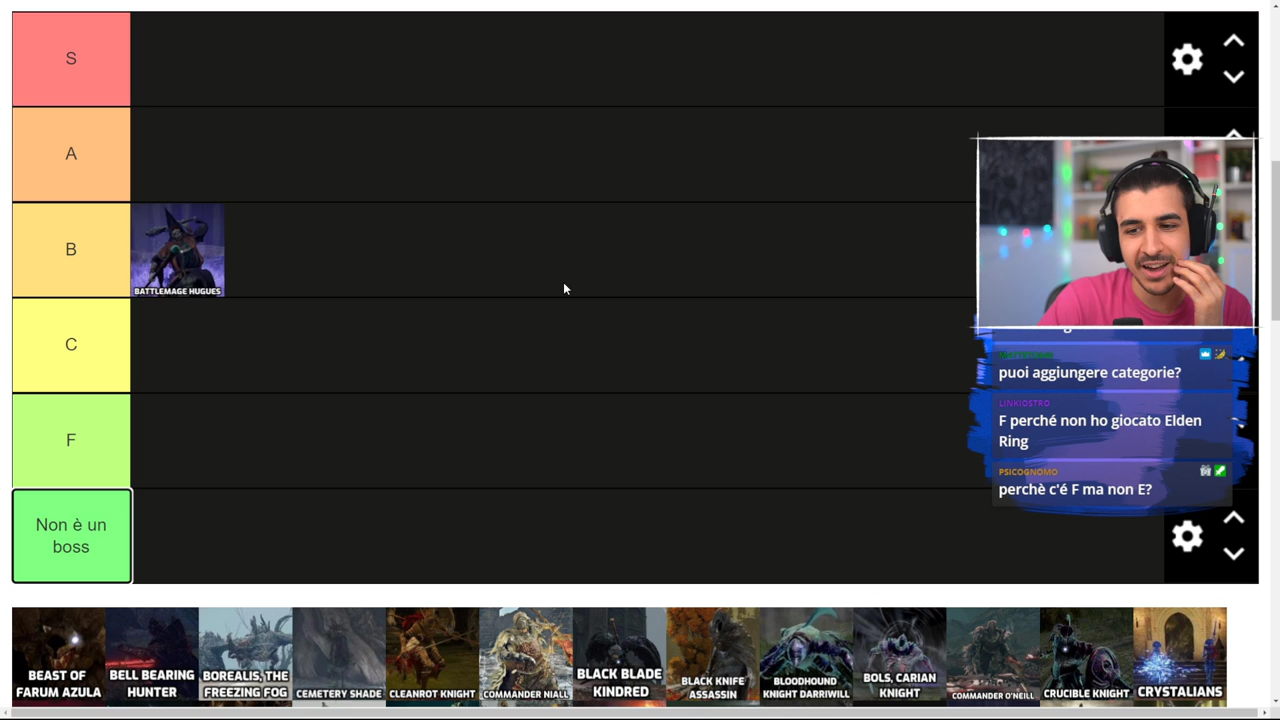 S
A
B
BATTLEMAGE HUGUES
C
F
Non è un
boss
puoi aggiungere categorie?
L1NKIOSTRO
F perché non ho giocato Elden
Ring
PSICOGNOMO
perchè c'é F ma non E?
BEAST OF
FARUM AZULA
BELL BEARING
HUNTER
BOREALIS, THE
FREEZING FOG
CEMETERY SHADE
CLEANROT KNIGHT
COMMANDER NIALL
BLACK BLADE
KINDRED
BLACK KNIFE
ASSASSIN
BLOODHOUND
KNIGHT DARRIWILL
BOLS, CARIAN
KNIGHT
COMMANDER O'NEILL
CRUCIBLE KNIGHT
CRYSTALIANS